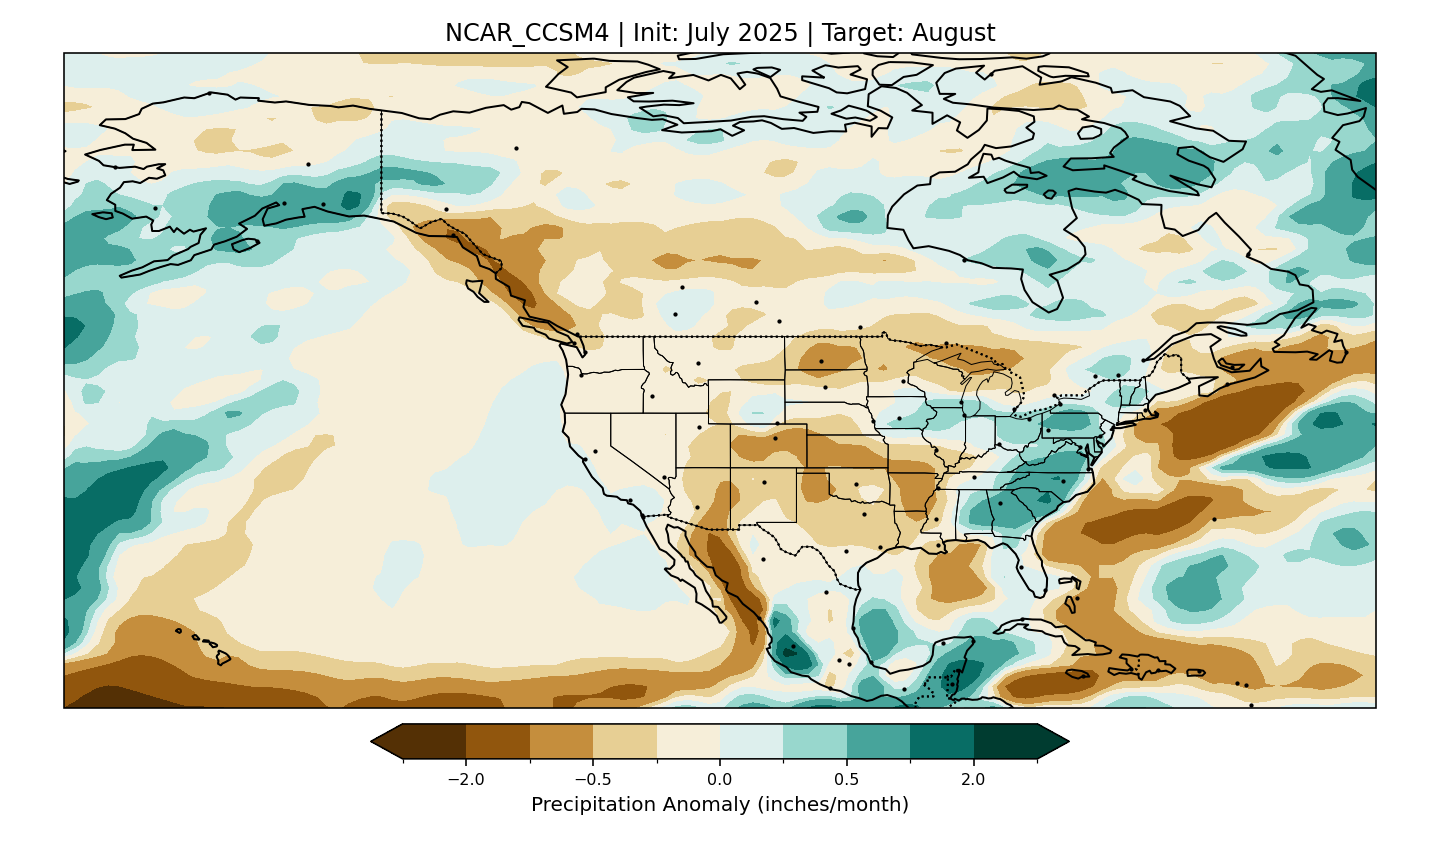 NCAR_CCSM4 | Init: July 2025 | Target: August
−2.0 −0.5 0.0 0.5 2.0
Precipitation Anomaly (inches/month)